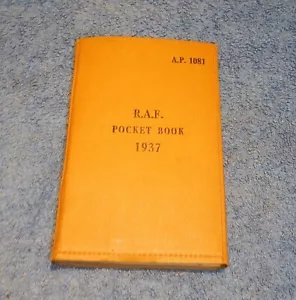 A.P. 1081
R.A.F.
POCKET BOOK
1937